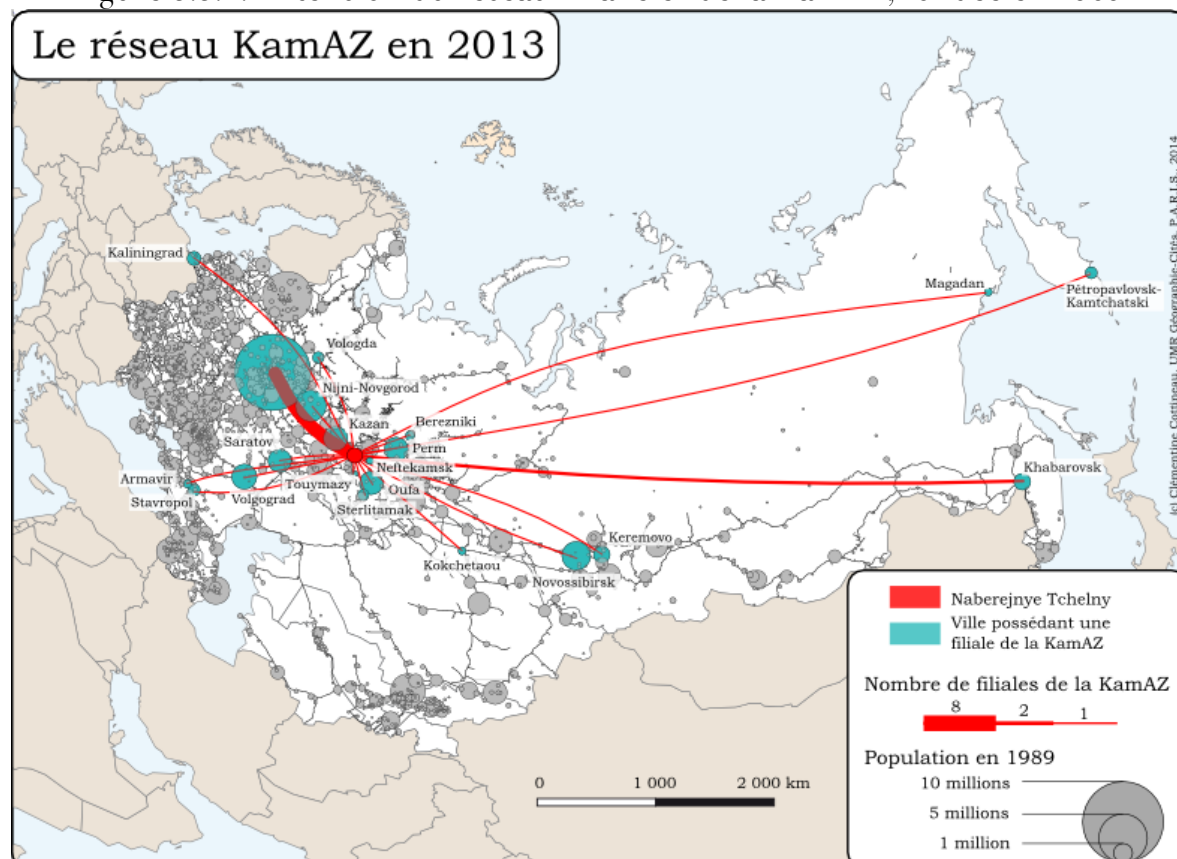 Le réseau KamAZ en 2013
Kaliningrad
Vologda
Nijni-Novgorod
Kazan
Berezniki
Perm
Saratov
Neftekamsk
Armavir
Touymazy
Oufa
Stavropol
Volgograd
Sterlitamak
Kokchetaou
Keremovo
Novossibirsk
Magadan
Pétropavlovsk-
Kamtchatski
Khabarovsk
(c) Clémentine Cottineau, UMR Géographie-Cités, P.A.R.I.S, 2014
Naberejnye Tchelny
Ville possédant une
filiale de la KamAZ
Nombre de filiales de la KamAZ
8 2 1
Population en 1989
10 millions
5 millions
1 million
0 1 000 2 000 km